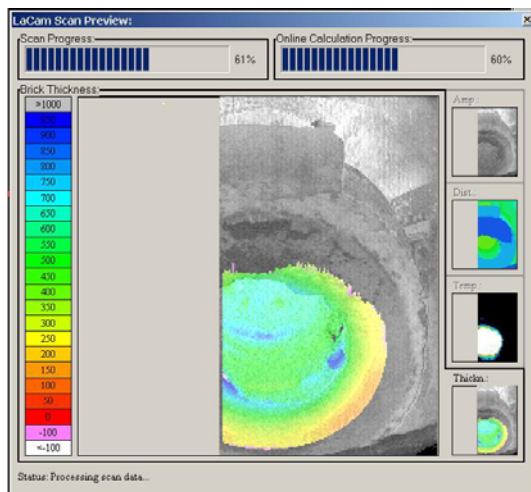 LaCam Scan Preview:
Scan Progress:
61%
Online Calculation Progress:
60%
Brick Thickness:
>1000
950
900
850
800
750
700
650
600
550
500
450
400
350
300
250
200
150
100
50
0
-100
<-100
Amp.:
Dist.:
Temp.:
Thickn.:
Status: Processing scan data...